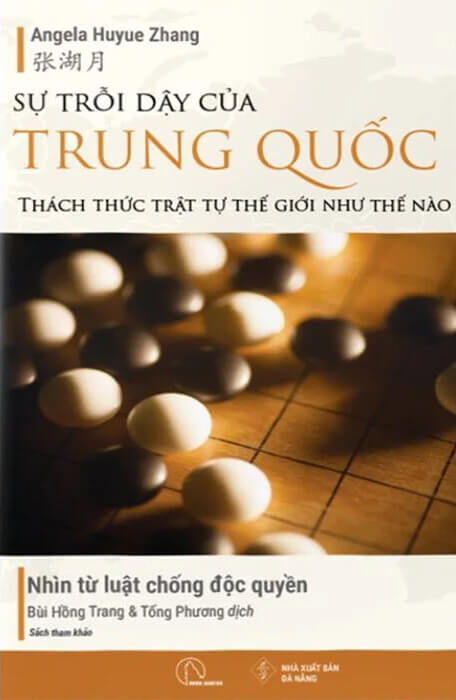 Angela Huyue Zhang
张湖月
SỰ TRỖI DẬY CỦA
TRUNG QUỐC
THÁCH THỨC TRẬT TỰ THẾ GIỚI NHƯ THẾ NÀO
Nhìn từ luật chống độc quyền
Bùi Hồng Trang & Tống Phương dịch
Sách tham khảo
NHÀ XUẤT BẢN
ĐÀ NẴNG